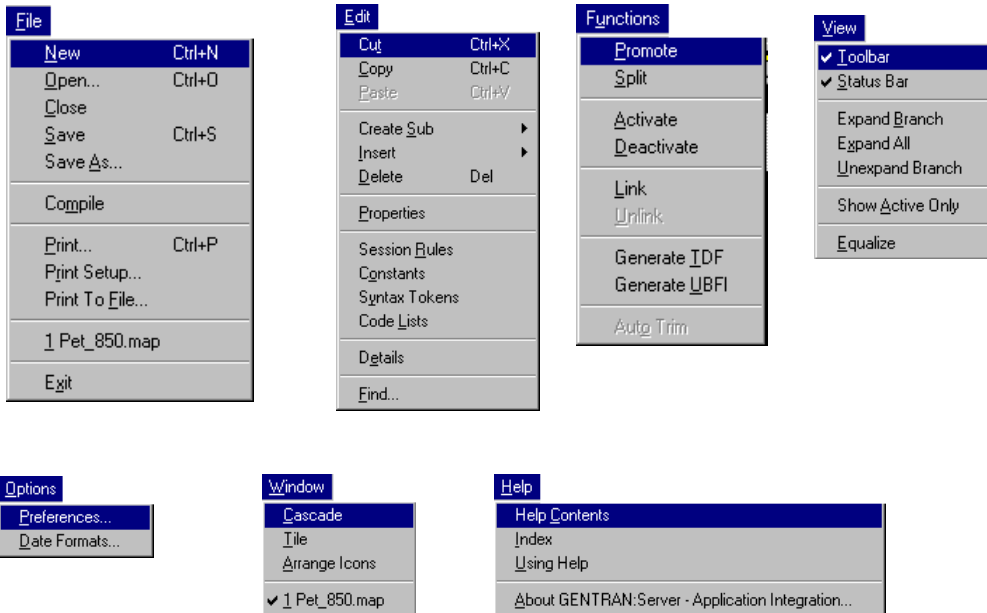 File
New Ctrl+N
Open... Ctrl+O
Close
Save Ctrl+S
Save As...
Compile
Print... Ctrl+P
Print Setup...
Print To File...
1 Pet_850.map
Exit
Edit
Cut Ctrl+X
Copy Ctrl+C
Paste Ctrl+V
Create Sub
Insert
Delete Del
Properties
Session Rules
Constants
Syntax Tokens
Code Lists
Details
Find...
Functions
Promote
Split
Activate
Deactivate
Link
Unlink
Generate TDF
Generate UBFI
Auto Trim
View
Toolbar
Status Bar
Expand Branch
Expand All
Unexpand Branch
Show Active Only
Equalize
Options
Preferences...
Date Formats...
Window
Cascade
Tile
Arrange Icons
1 Pet_850.map
Help
Help Contents
Index
Using Help
About GENTRAN:Server - Application Integration...